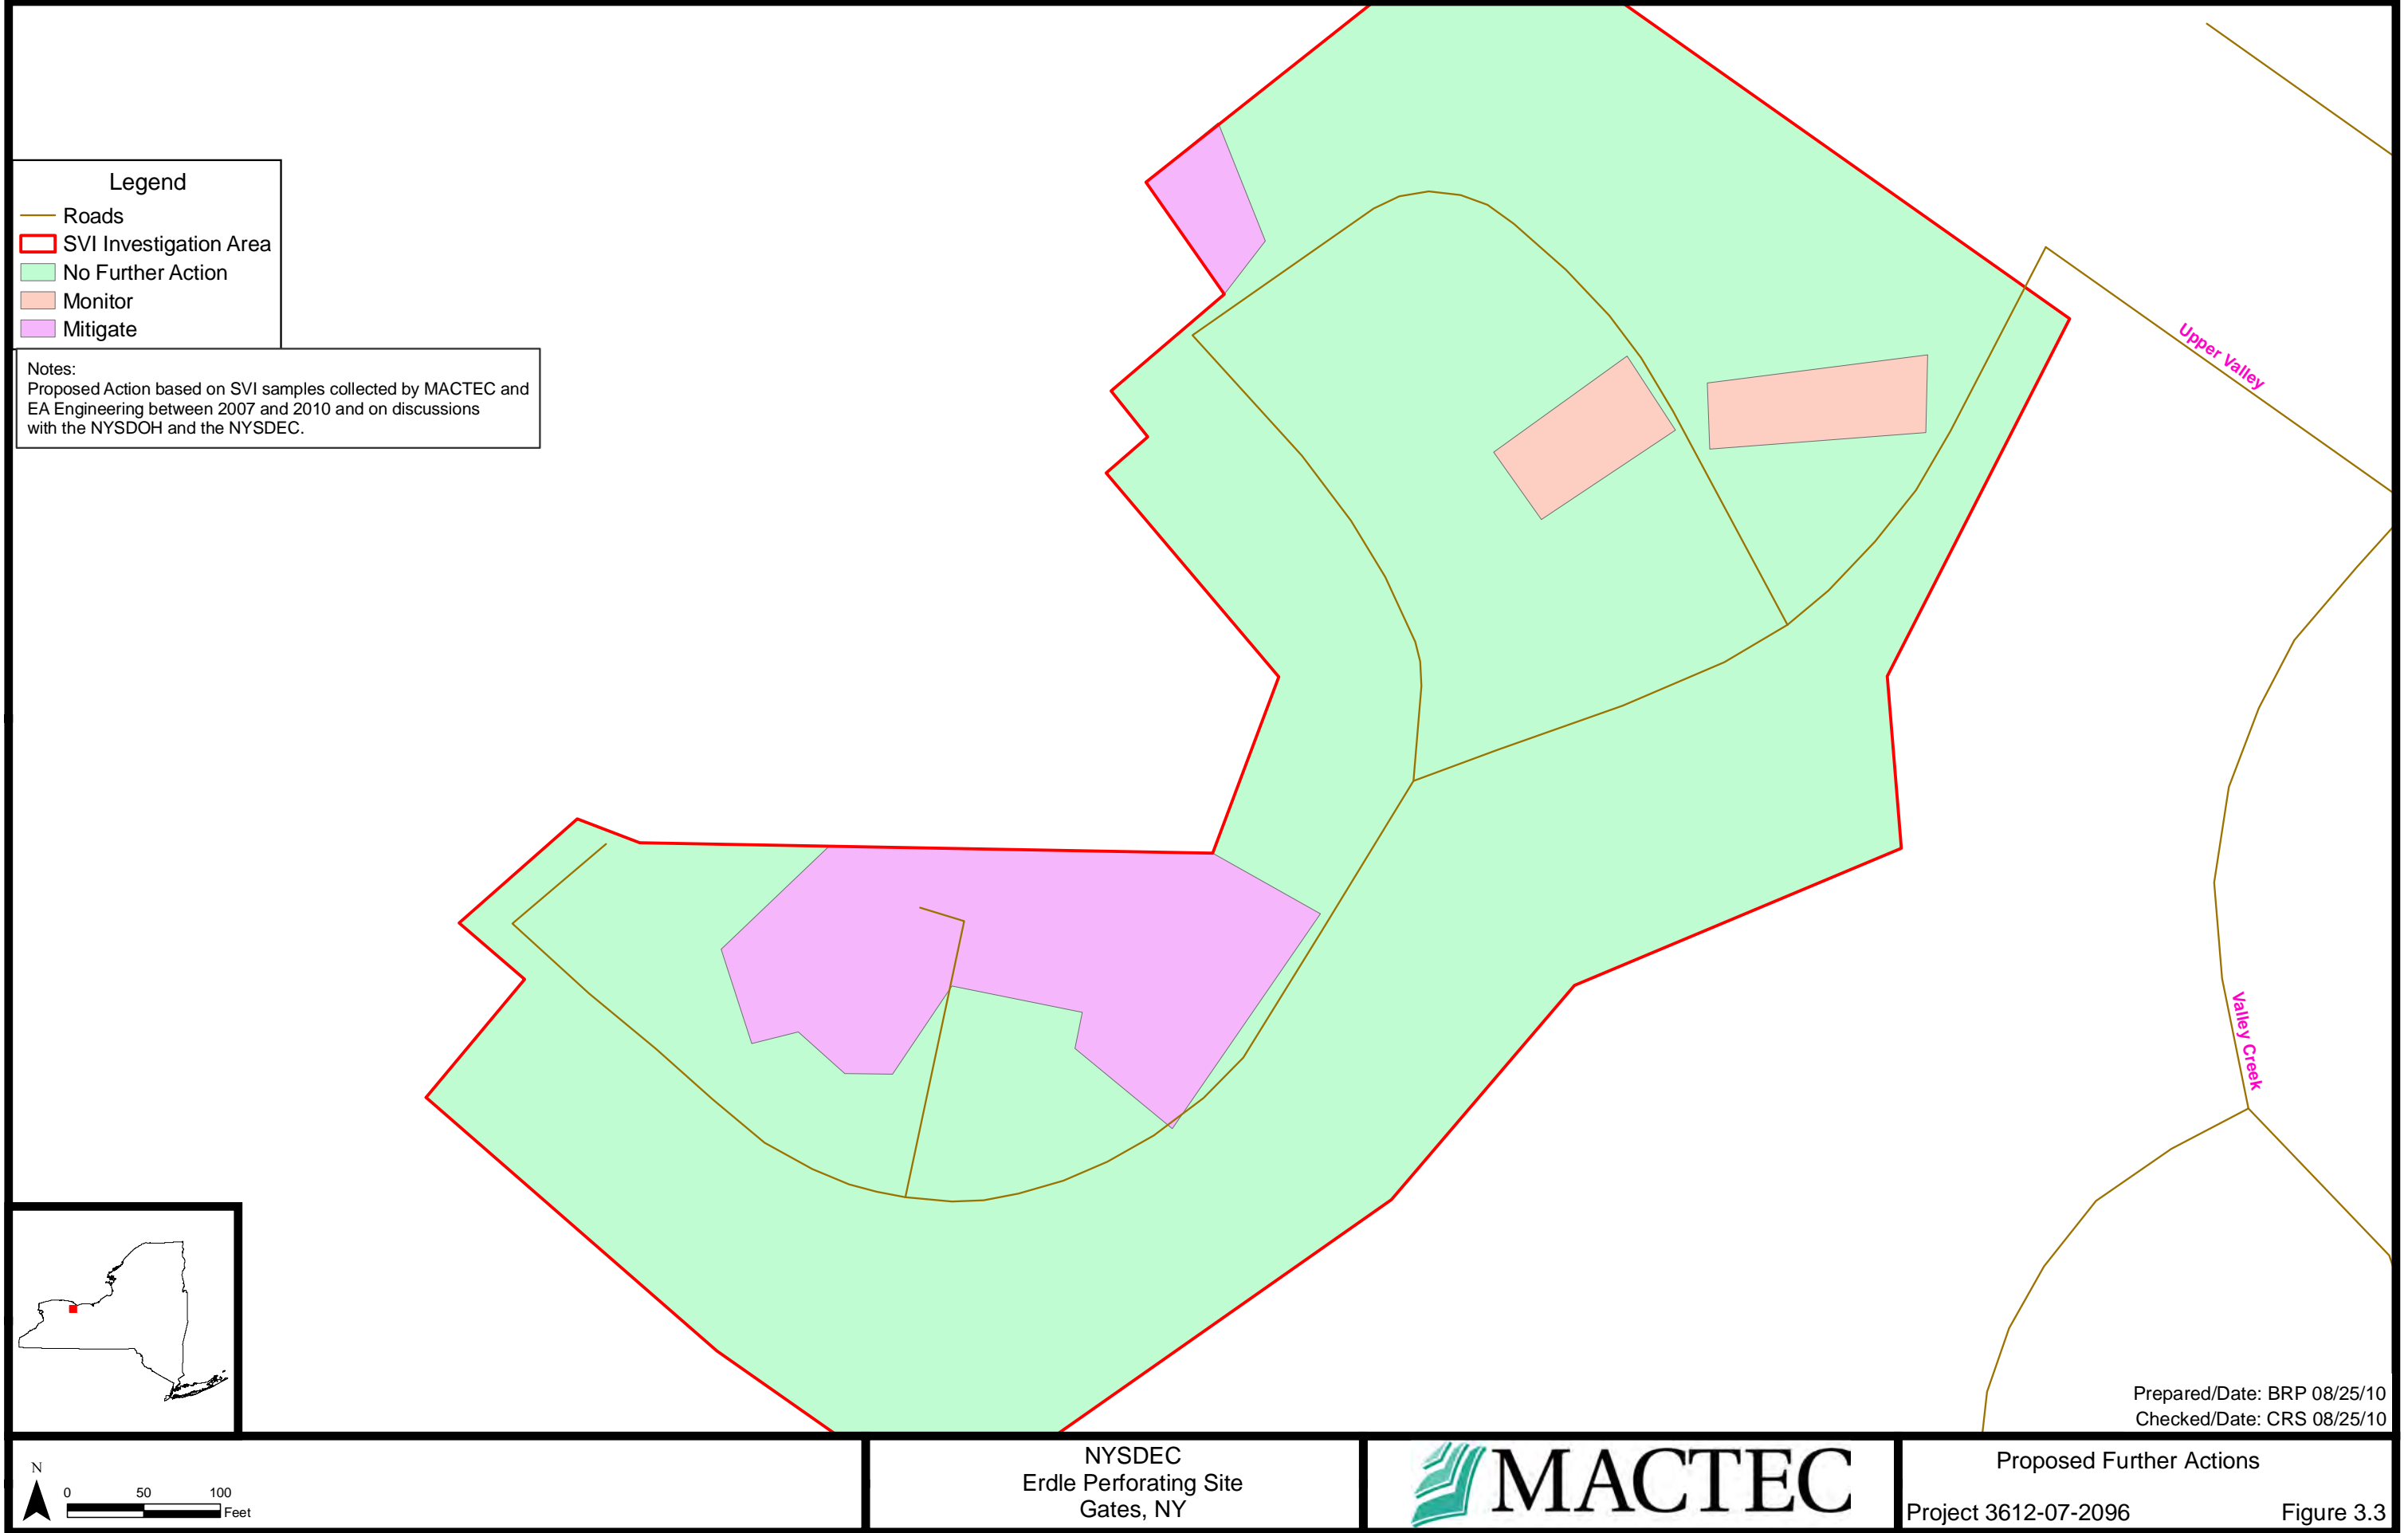 Legend
Roads
SVI Investigation Area
No Further Action
Monitor
Mitigate
Notes:
Proposed Action based on SVI samples collected by MACTEC and
EA Engineering between 2007 and 2010 and on discussions
with the NYSDOH and the NYSDEC.
Upper Valley
Valley Creek
Prepared/Date: BRP 08/25/10
Checked/Date: CRS 08/25/10
N
0 50 100
Feet
NYSDEC
Erdle Perforating Site
Gates, NY
MACTEC
Proposed Further Actions
Project 3612-07-2096 Figure 3.3